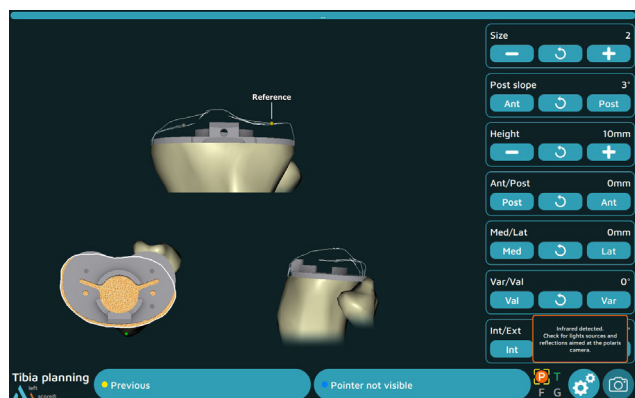 Reference
Size 2
Post slope 3°
Ant Post
Height 10mm
Ant/Post 0mm
Post Ant
Med/Lat 0mm
Med Lat
Var/Val 0°
Val Var
Int/Ext °
Int
Infrared detected.
Check for lights sources and
reflections aimed at the polaris
camera.
Tibia planning
left
Previous
Pointer not visible
P T
F G